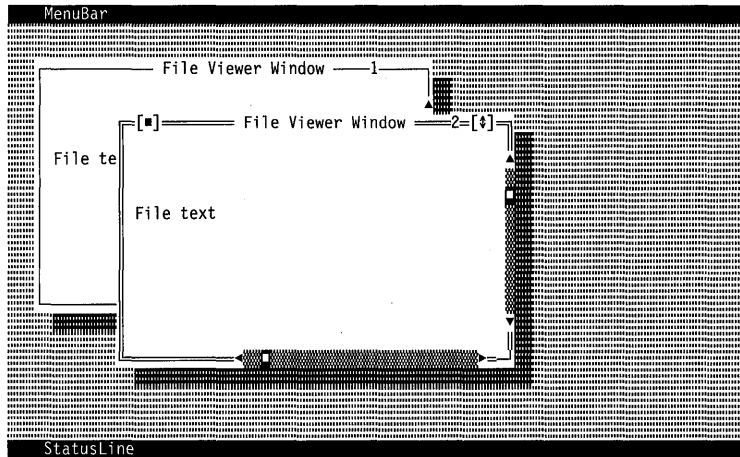 MenuBar
File Viewer Window 1
[■] File Viewer Window 2=[↕]
File te
File text
StatusLine